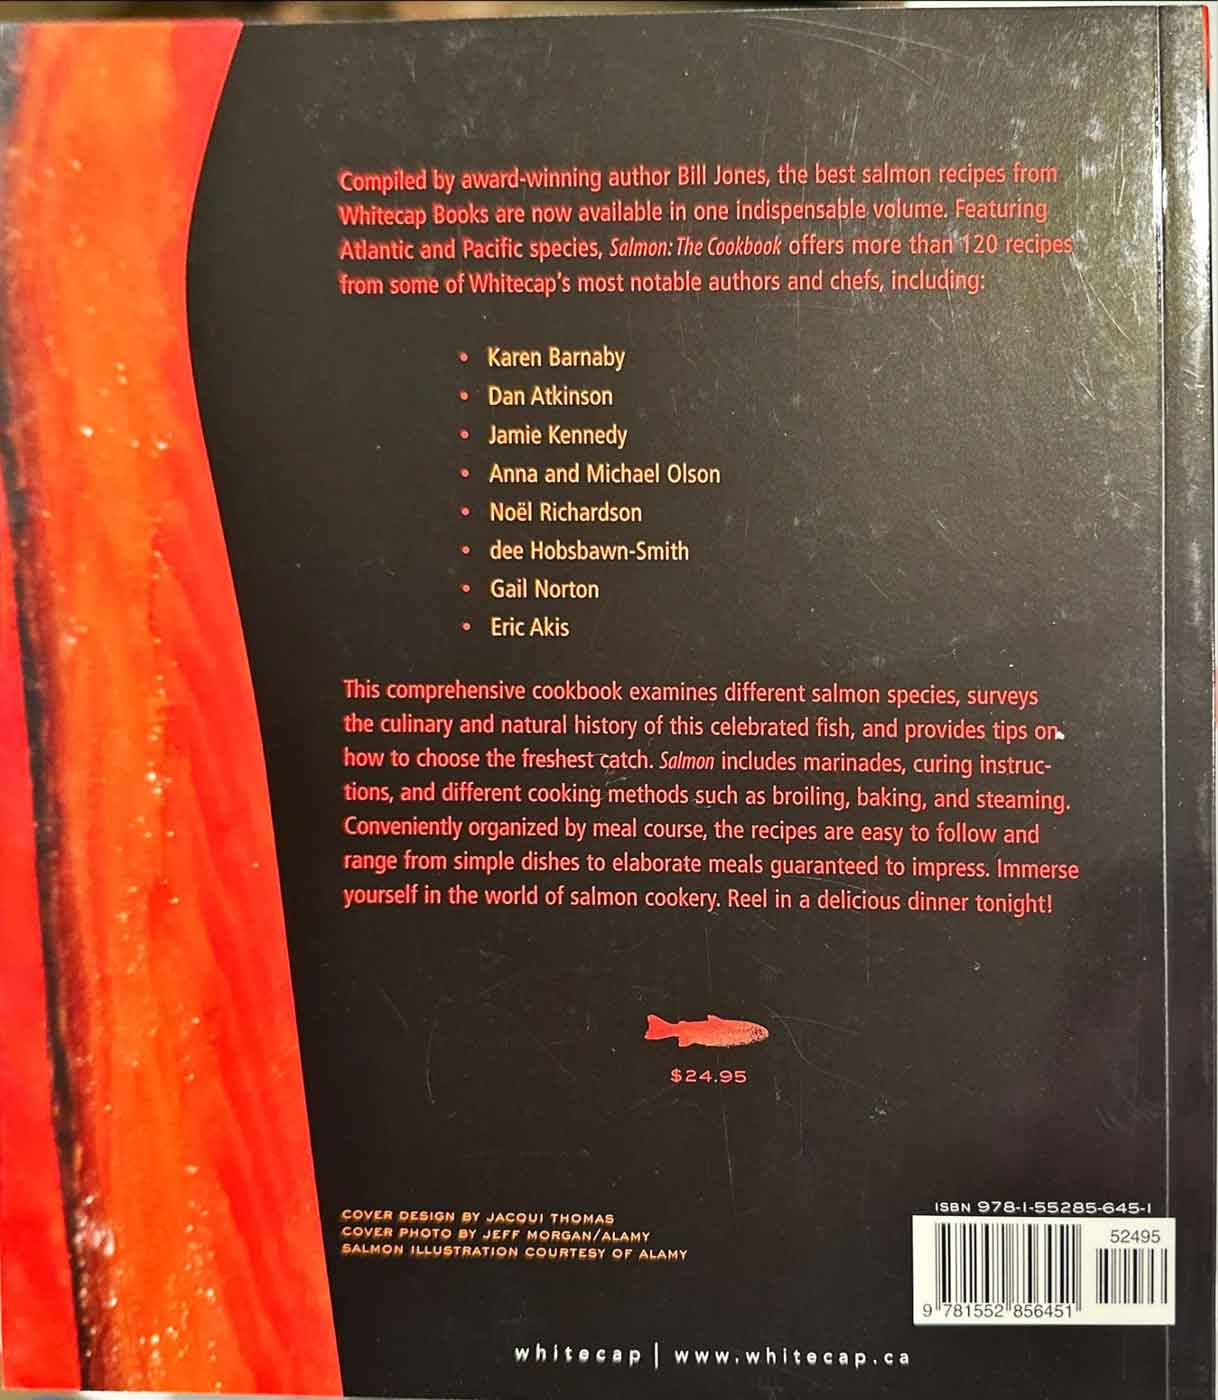 Compiled by award-winning author Bill Jones, the best salmon recipes from
Whitecap Books are now available in one indispensable volume. Featuring
Atlantic and Pacific species, Salmon: The Cookbook offers more than 120 recipes
from some of Whitecap's most notable authors and chefs, including:
• Karen Barnaby
• Dan Atkinson
• Jamie Kennedy
• Anna and Michael Olson
• Noël Richardson
• dee Hobsbawn-Smith
• Gail Norton
• Eric Akis
This comprehensive cookbook examines different salmon species, surveys
the culinary and natural history of this celebrated fish, and provides tips on
how to choose the freshest catch. Salmon includes marinades, curing instruc-
tions, and different cooking methods such as broiling, baking, and steaming.
Conveniently organized by meal course, the recipes are easy to follow and
range from simple dishes to elaborate meals guaranteed to impress. Immerse
yourself in the world of salmon cookery. Reel in a delicious dinner tonight!
$24.95
COVER DESIGN BY JACQUI THOMAS
COVER PHOTO BY JEFF MORGAN/ALAMY
SALMON ILLUSTRATION COURTESY OF ALAMY
ISBN 978-1-55285-645-1
52495
9 781552 856451
whitecap | www.whitecap.ca